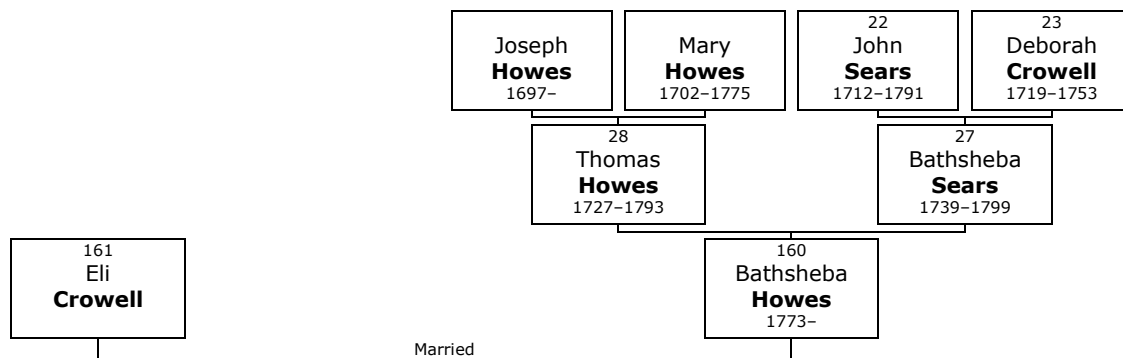 Joseph
Howes
1697–
Mary
Howes
1702–1775
22
John
Sears
1712–1791
23
Deborah
Crowell
1719–1753
28
Thomas
Howes
1727–1793
27
Bathsheba
Sears
1739–1799
161
Eli
Crowell
160
Bathsheba
Howes
1773–
Married